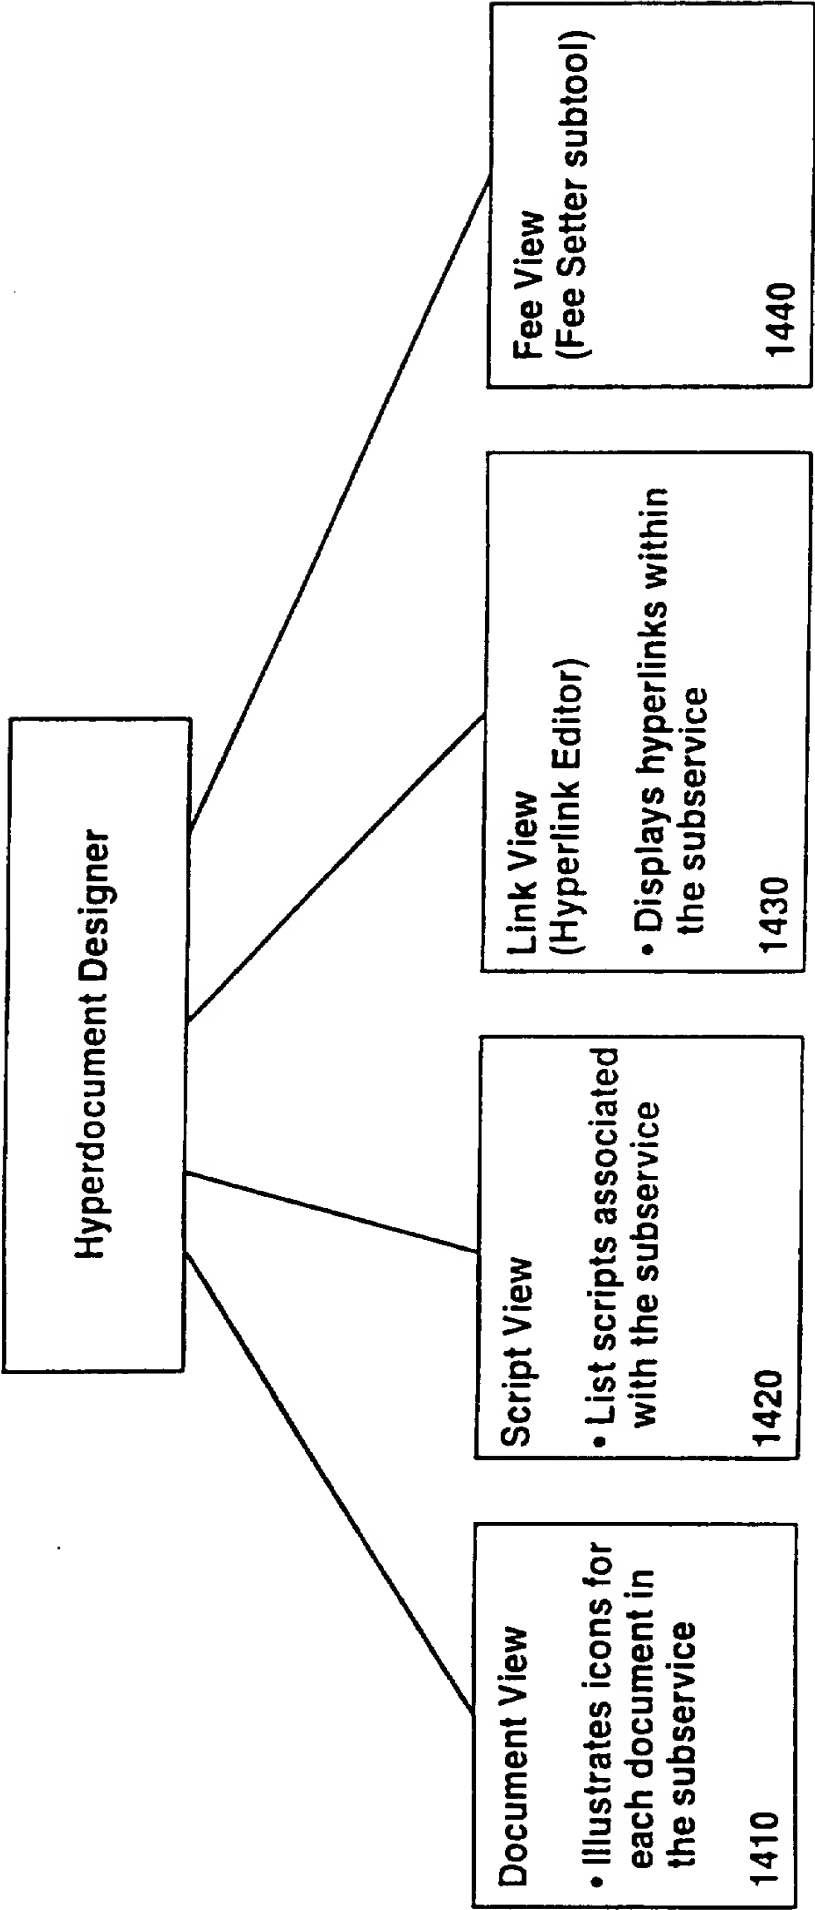 Hyperdocument Designer
Document View
• Illustrates icons for
each document in
the subservice
1410
Script View
• List scripts associated
with the subservice
1420
Link View
(Hyperlink Editor)
• Displays hyperlinks within
the subservice
1430
Fee View
(Fee Setter subtool)
1440